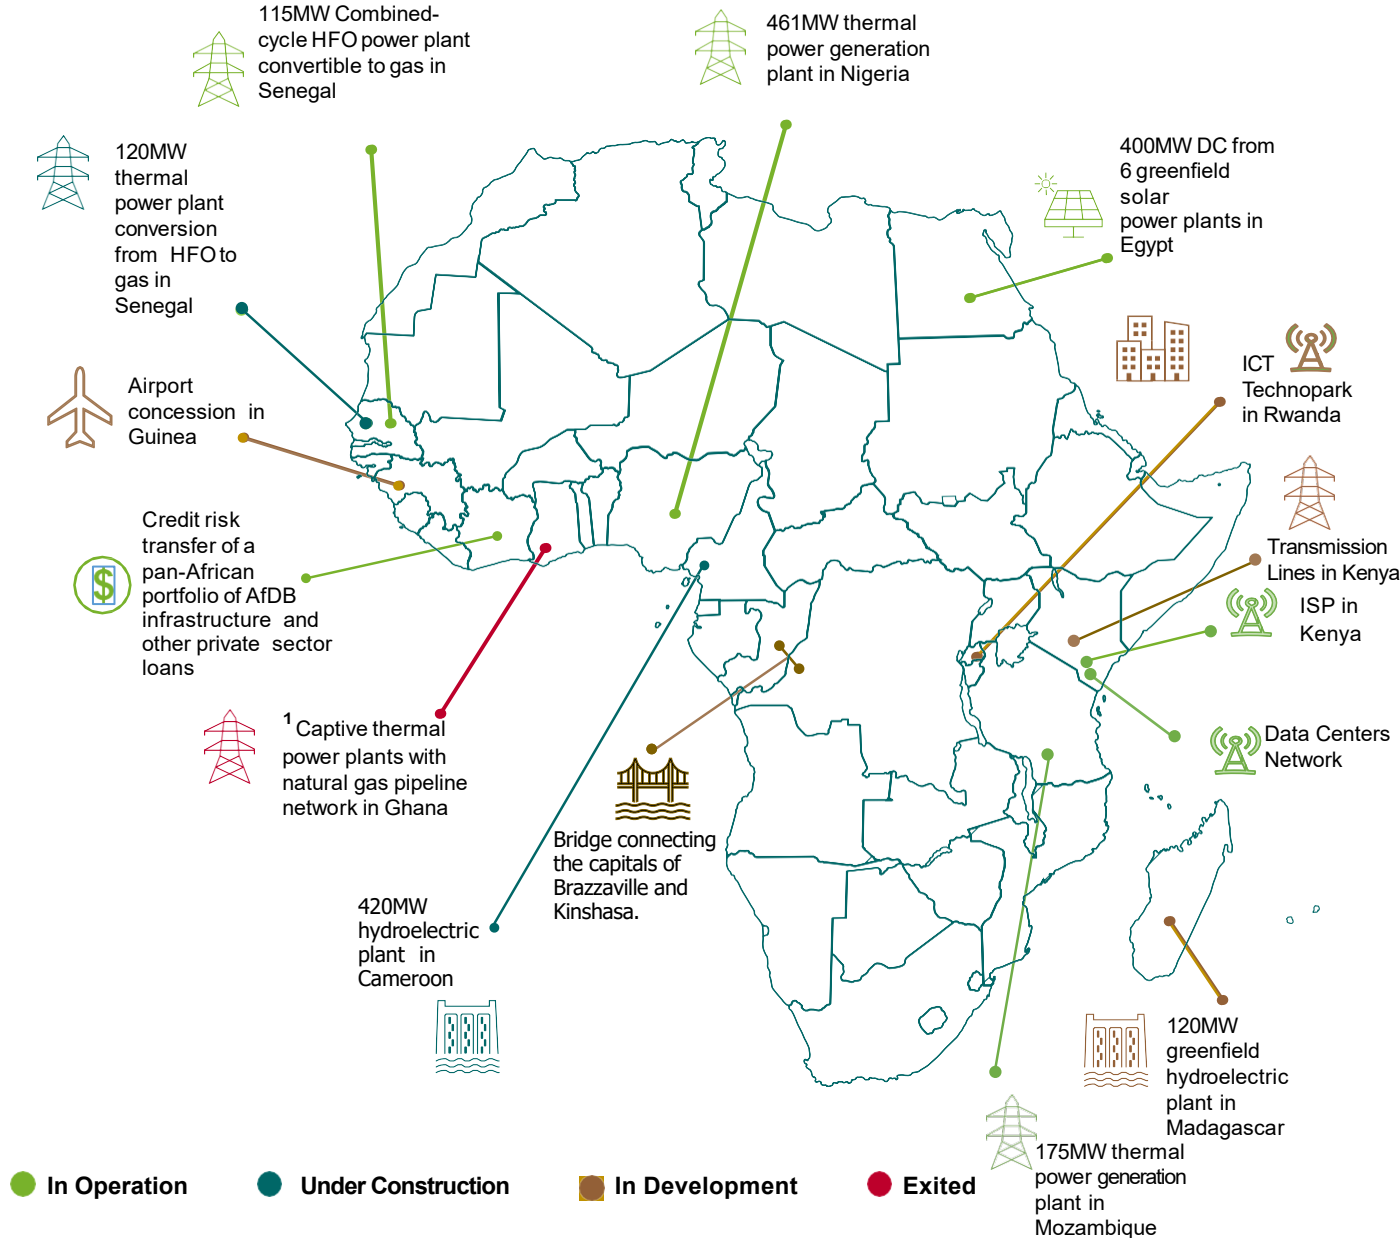 115MW Combined-
cycle HFO power plant
convertible to gas in
Senegal
461MW thermal
power generation
plant in Nigeria
120MW
thermal
power plant
conversion
from HFO to
gas in
Senegal
400MW DC from
6 greenfield
solar
power plants in
Egypt
ICT
Technopark
in Rwanda
Airport
concession in
Guinea
Credit risk
transfer of a
pan-African
portfolio of AfDB
infrastructure and
other private sector
loans
$
Transmission
Lines in Kenya
ISP in
Kenya
1 Captive thermal
power plants with
natural gas pipeline
network in Ghana
Data Centers
Network
Bridge connecting
the capitals of
Brazzaville and
Kinshasa.
420MW
hydroelectric
plant in
Cameroon
120MW
greenfield
hydroelectric
plant in
Madagascar
175MW thermal
power generation
plant in
Mozambique
In Operation
Under Construction
In Development
Exited